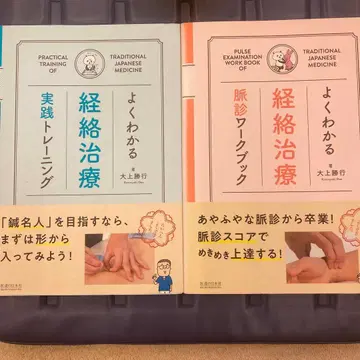 PRACTICAL
TRAINING OF
TRADITIONAL
JAPANESE
MEDICINE
よくわかる
経絡治療
実践トレーニング
著 大上勝行
「鍼名人」を目指すなら、
まずは形から
入ってみよう!
PULSE
EXAMINATION
WORK BOOK
OF
TRADITIONAL
JAPANESE
MEDICINE
よくわかる
経絡治療
脈診ワークブック
著 大上勝行
あやふやな脈診から卒業!
脈診スコアで
めきめき上達する!